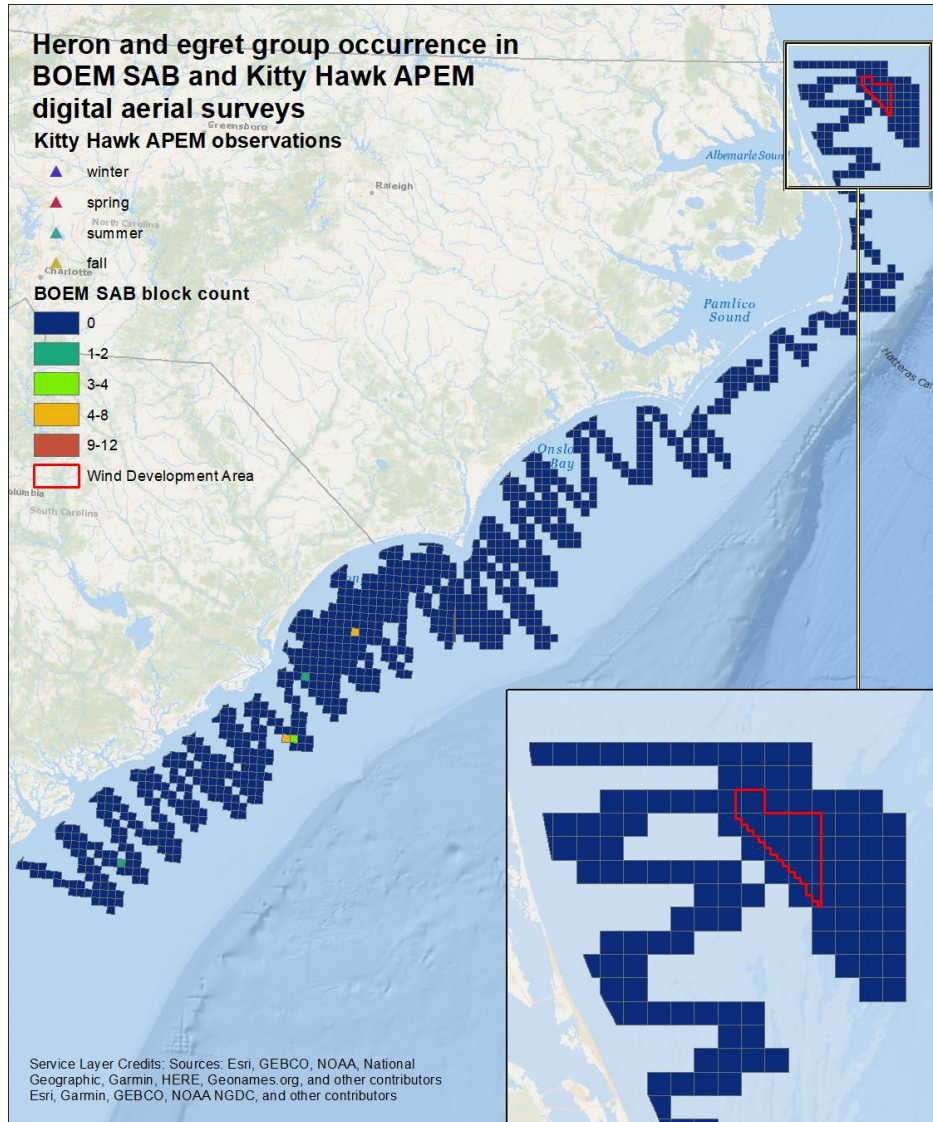 Heron and egret group occurrence in
BOEM SAB and Kitty Hawk APEM
digital aerial surveys
Greensboro
Kitty Hawk APEM observations
winter
spring
summer
fall
Raleigh
North Carolina
Charlotte
Albemarle Sound
Pamlico
Sound
Hatteras
BOEM SAB block count
0
1-2
3-4
4-8
9-12
Wind Development Area
Bay
South Carolina
Service Layer Credits: Sources: Esri, GEBCO, NOAA, National
Geographic, Garmin, HERE, Geonames.org, and other contributors
Esri, Garmin, GEBCO, NOAA NGDC, and other contributors